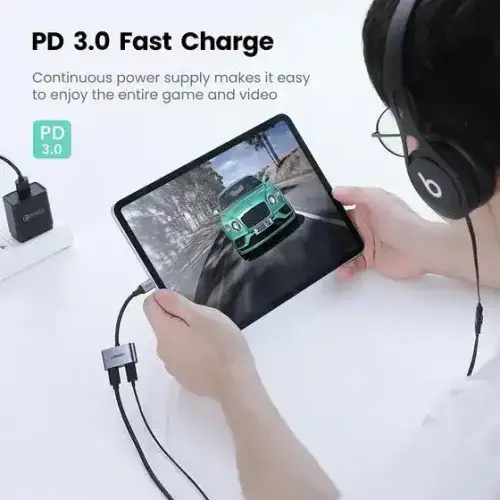 PD 3.0 Fast Charge
Continuous power supply makes it easy
to enjoy the entire game and video
PD
3.0
b